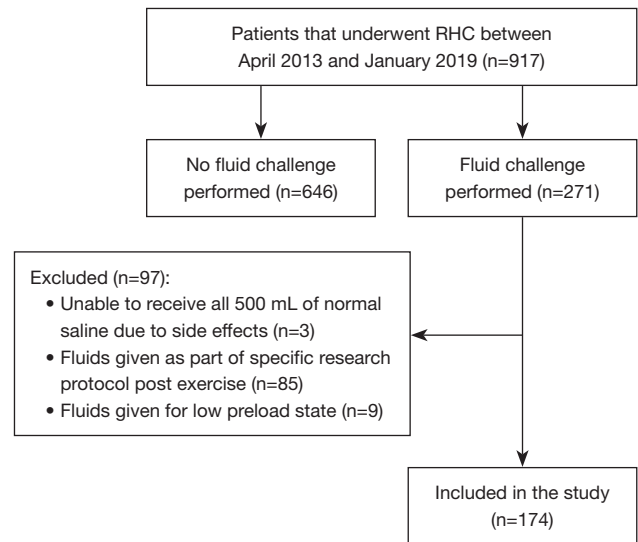 Patients that underwent RHC between
April 2013 and January 2019 (n=917)
No fluid challenge
performed (n=646)
Fluid challenge
performed (n=271)
Excluded (n=97):
• Unable to receive all 500 mL of normal
saline due to side effects (n=3)
• Fluids given as part of specific research
protocol post exercise (n=85)
• Fluids given for low preload state (n=9)
Included in the study
(n=174)